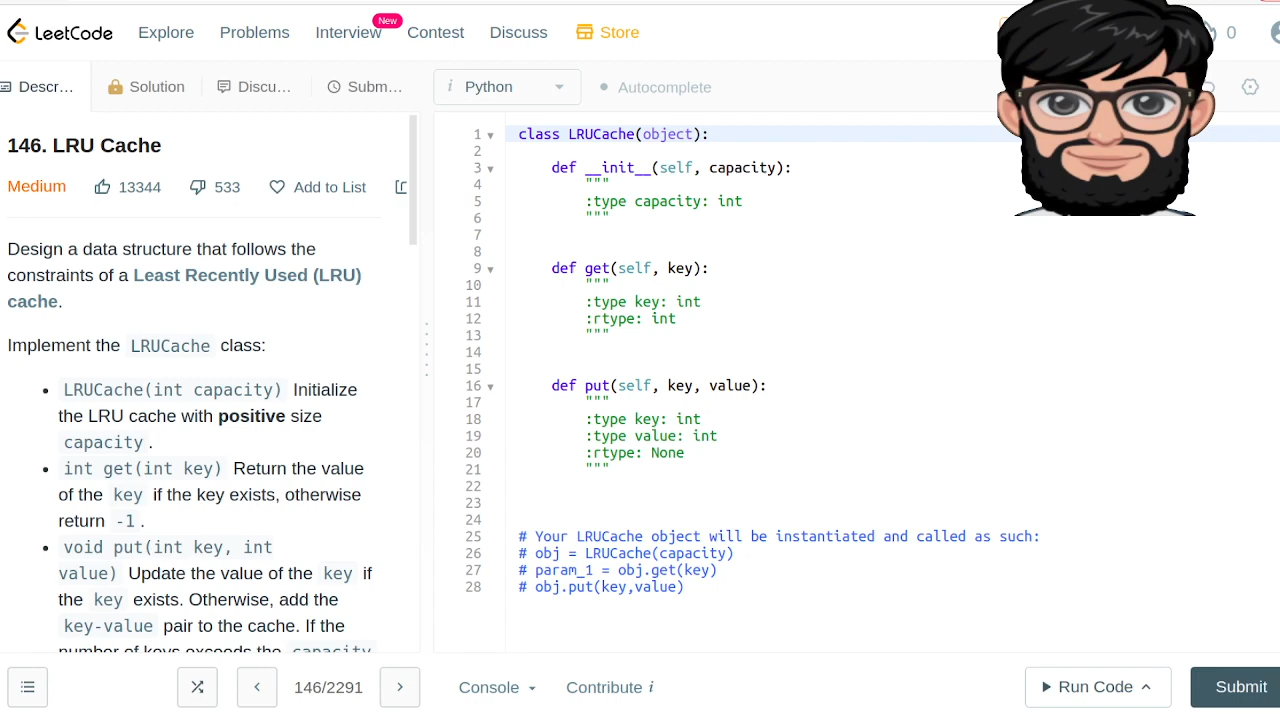 LeetCode Explore Problems Interview New Contest Discuss Store 0
Descr... Solution Discu... Subm... i Python Autocomplete
146. LRU Cache
Medium 13344 533 Add to List
Design a data structure that follows the
constraints of a Least Recently Used (LRU)
cache.
Implement the LRUCache class:
• LRUCache(int capacity) Initialize
the LRU cache with positive size
capacity.
• int get(int key) Return the value
of the key if the key exists, otherwise
return -1.
• void put(int key, int
value) Update the value of the key if
the key exists. Otherwise, add the
key-value pair to the cache. If the
number of keys exceeds the capacity
1 class LRUCache(object):
2
3 def __init__(self, capacity):
4 """
5 :type capacity: int
6 """
7
8
9 def get(self, key):
10 """
11 :type key: int
12 :rtype: int
13 """
14
15
16 def put(self, key, value):
17 """
18 :type key: int
19 :type value: int
20 :rtype: None
21 """
22
23
24
25 # Your LRUCache object will be instantiated and called as such:
26 # obj = LRUCache(capacity)
27 # param_1 = obj.get(key)
28 # obj.put(key,value)
146/2291 Console Contribute i Run Code Submit